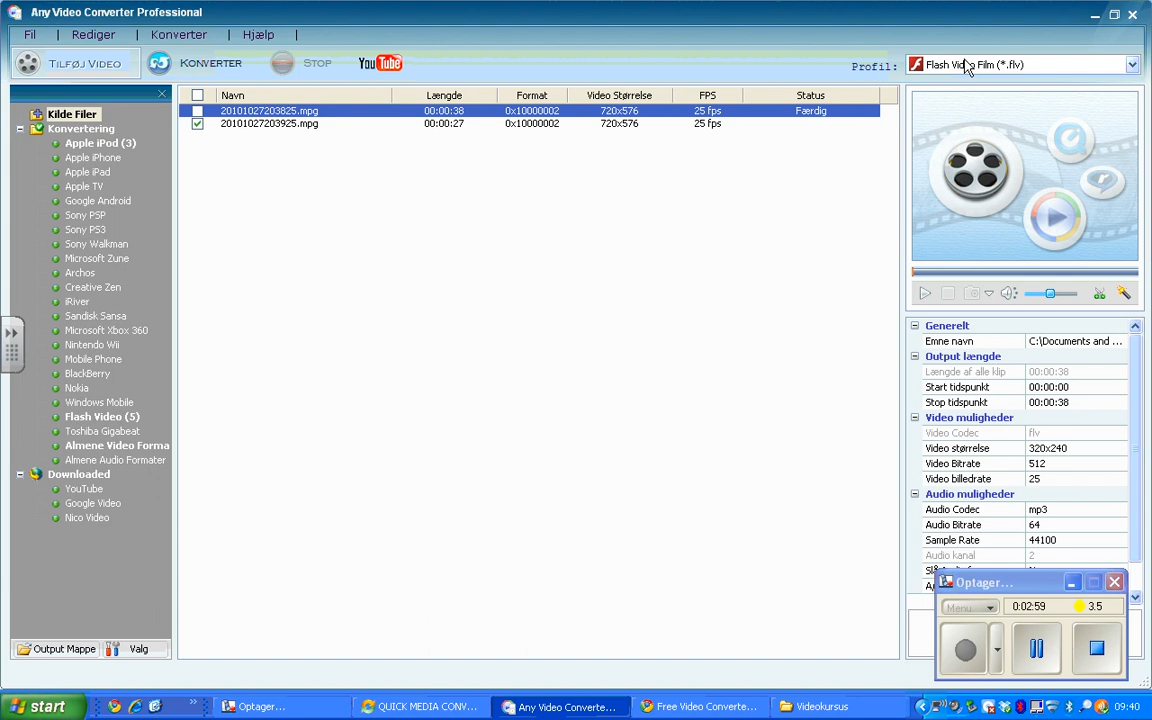 Any Video Converter Professional
Fil Rediger Konverter Hjælp
TILFØJ VIDEO KONVERTER STOP YouTube
Profil: Flash Video Film (*.flv)
Kilde Filer
Konvertering
Apple iPod (3)
Apple iPhone
Apple iPad
Apple TV
Google Android
Sony PSP
Sony PS3
Sony Walkman
Microsoft Zune
Archos
Creative Zen
iRiver
Sandisk Sansa
Microsoft Xbox 360
Nintendo Wii
Mobile Phone
BlackBerry
Nokia
Windows Mobile
Flash Video (5)
Toshiba Gigabeat
Almene Video Forma
Almene Audio Formater
Downloaded
YouTube
Google Video
Nico Video
Output Mappe Valg
Navn Længde Format Video Størrelse FPS Status
20101027203825.mpg 00:00:38 0x10000002 720x576 25 fps Færdig
20101027203925.mpg 00:00:27 0x10000002 720x576 25 fps
Generelt
Emne navn C:\Documents and ...
Output længde
Længde af alle klip 00:00:38
Start tidspunkt 00:00:00
Stop tidspunkt 00:00:38
Video muligheder
Video Codec flv
Video størrelse 320x240
Video Bitrate 512
Video billedrate 25
Audio muligheder
Audio Codec mp3
Audio Bitrate 64
Sample Rate 44100
Audio kanal 2
Optager...
Menu 0:02:59 3.5
start Optager... QUICK MEDIA CONV... Any Video Converte... Free Video Converte... Videokursus 09:40